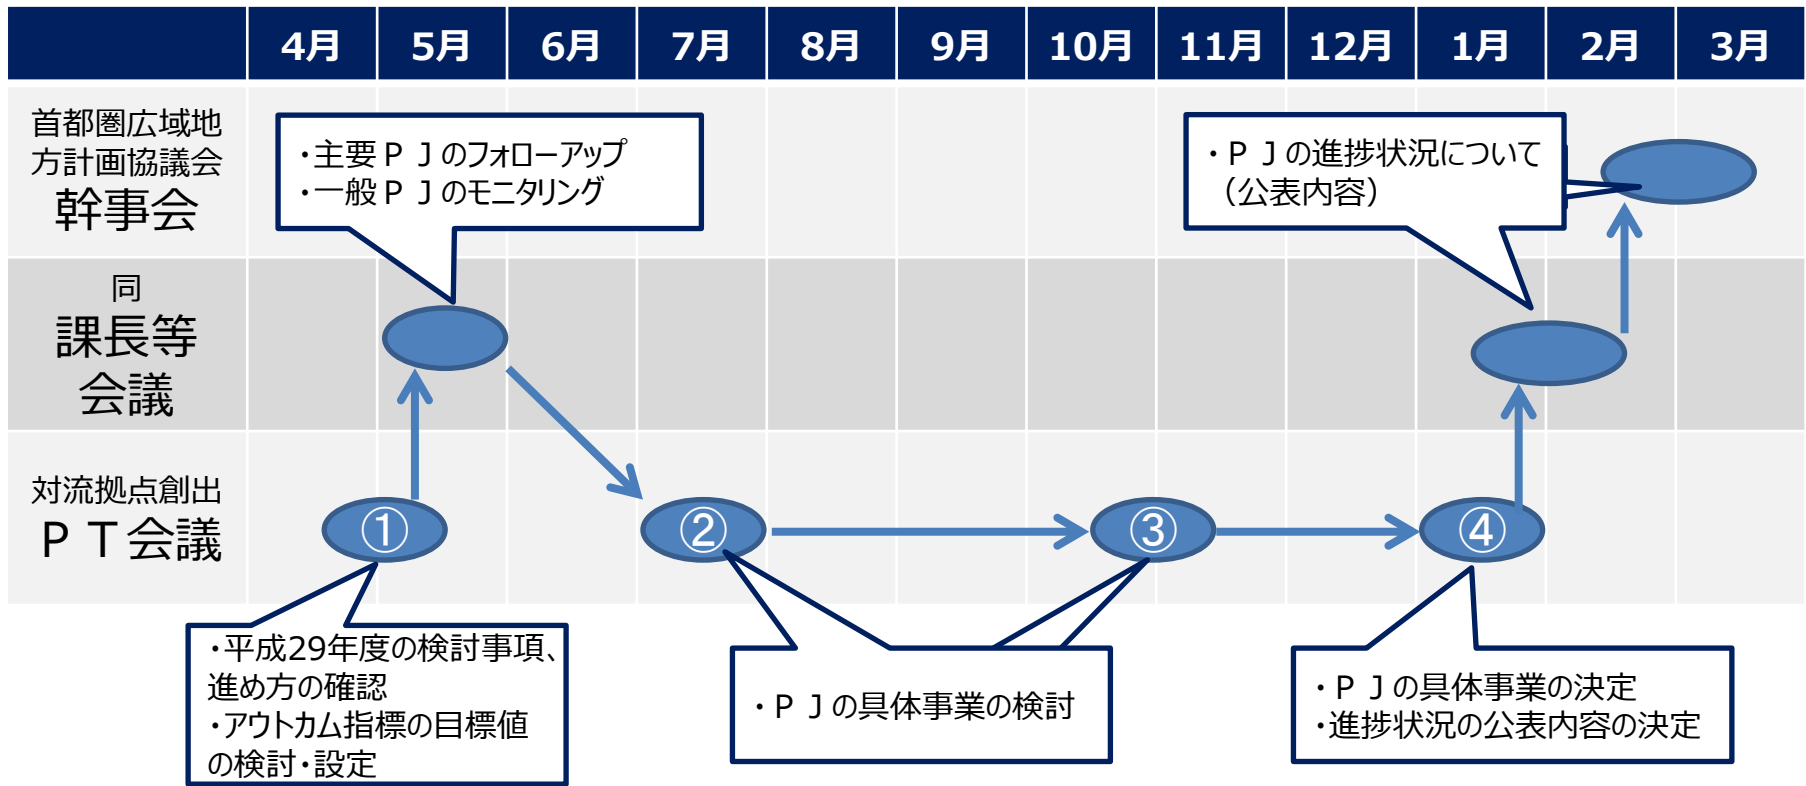 4月 5月 6月 7月 8月 9月 10月 11月 12月 1月 2月 3月
首都圏広域地
方計画協議会
幹事会
・主要ＰＪのフォローアップ
・一般ＰＪのモニタリング
・ＰＪの進捗状況について
（公表内容）
同
課長等
会議
対流拠点創出
ＰＴ会議
① ② ③ ④
・平成29年度の検討事項、
進め方の確認
・アウトカム指標の目標値
の検討・設定
・ＰＪの具体事業の検討
・ＰＪの具体事業の決定
・進捗状況の公表内容の決定